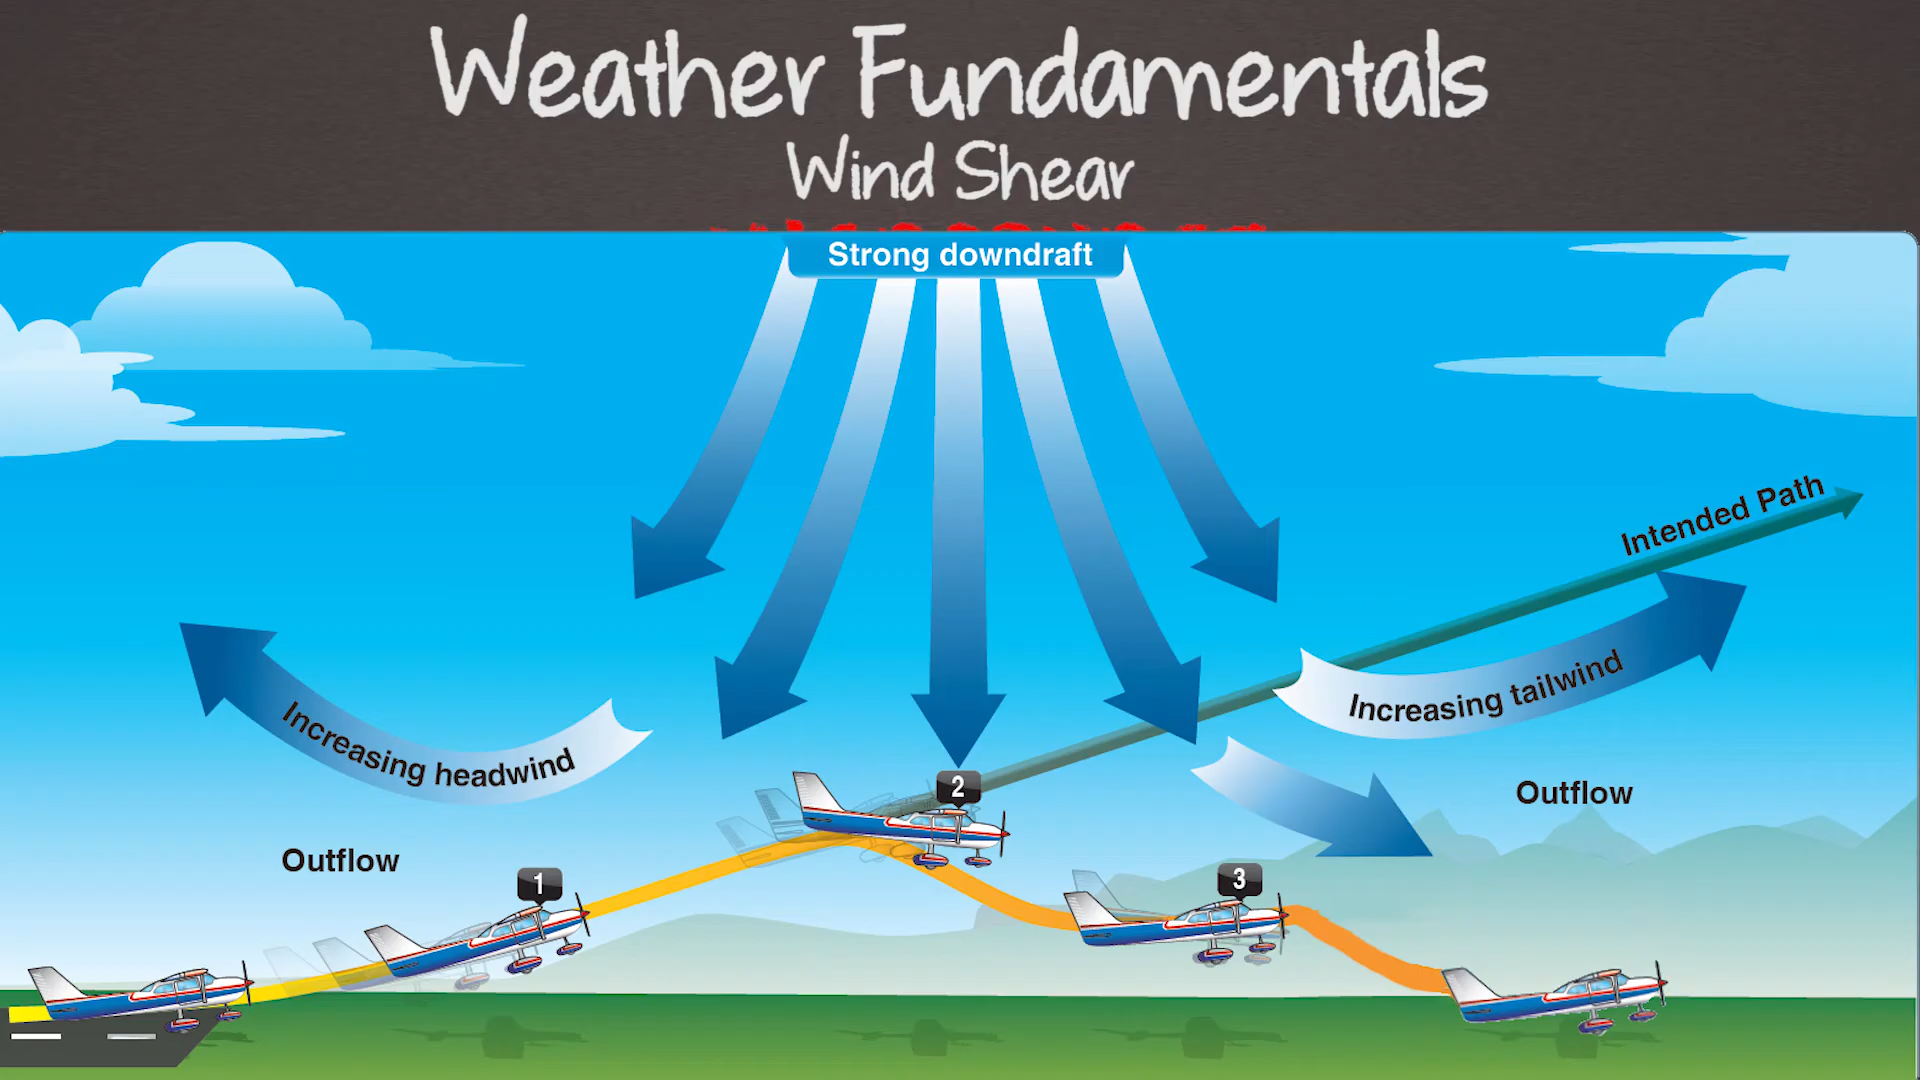 Weather Fundamentals
Wind Shear
Strong downdraft
Intended Path
Increasing tailwind
Increasing headwind
2
Outflow
Outflow
1
3